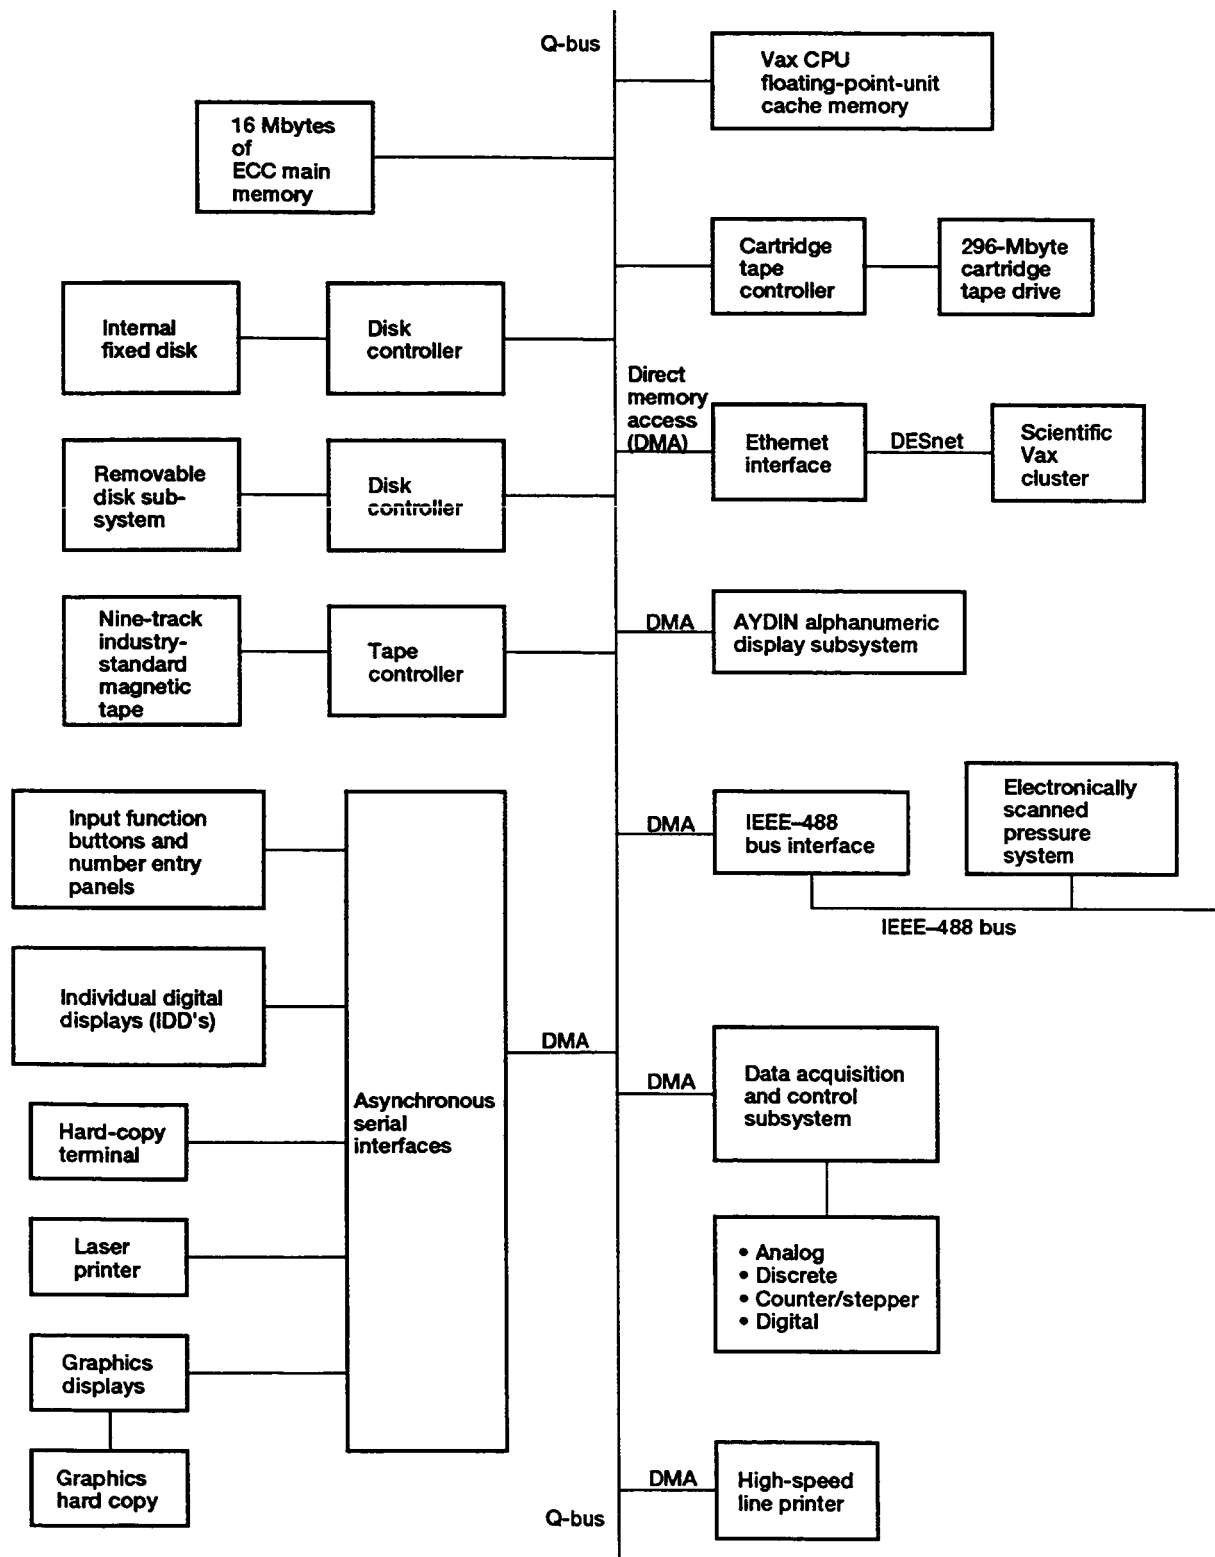 Q-bus
Vax CPU
floating-point-unit
cache memory
16 Mbytes
of
ECC main
memory
Cartridge
tape
controller
296-Mbyte
cartridge
tape drive
Internal
fixed disk
Disk
controller
Direct
memory
access
(DMA)
Ethernet
interface
DESnet
Scientific
Vax
cluster
Removable
disk sub-
system
Disk
controller
Nine-track
industry-
standard
magnetic
tape
Tape
controller
DMA
AYDIN alphanumeric
display subsystem
Input function
buttons and
number entry
panels
DMA
IEEE–488
bus interface
Electronically
scanned
pressure
system
IEEE–488 bus
Individual digital
displays (IDD's)
DMA
Asynchronous
serial
interfaces
DMA
Data acquisition
and control
subsystem
Hard-copy
terminal
Laser
printer
• Analog
• Discrete
• Counter/stepper
• Digital
Graphics
displays
Graphics
hard copy
DMA
High-speed
line printer
Q-bus